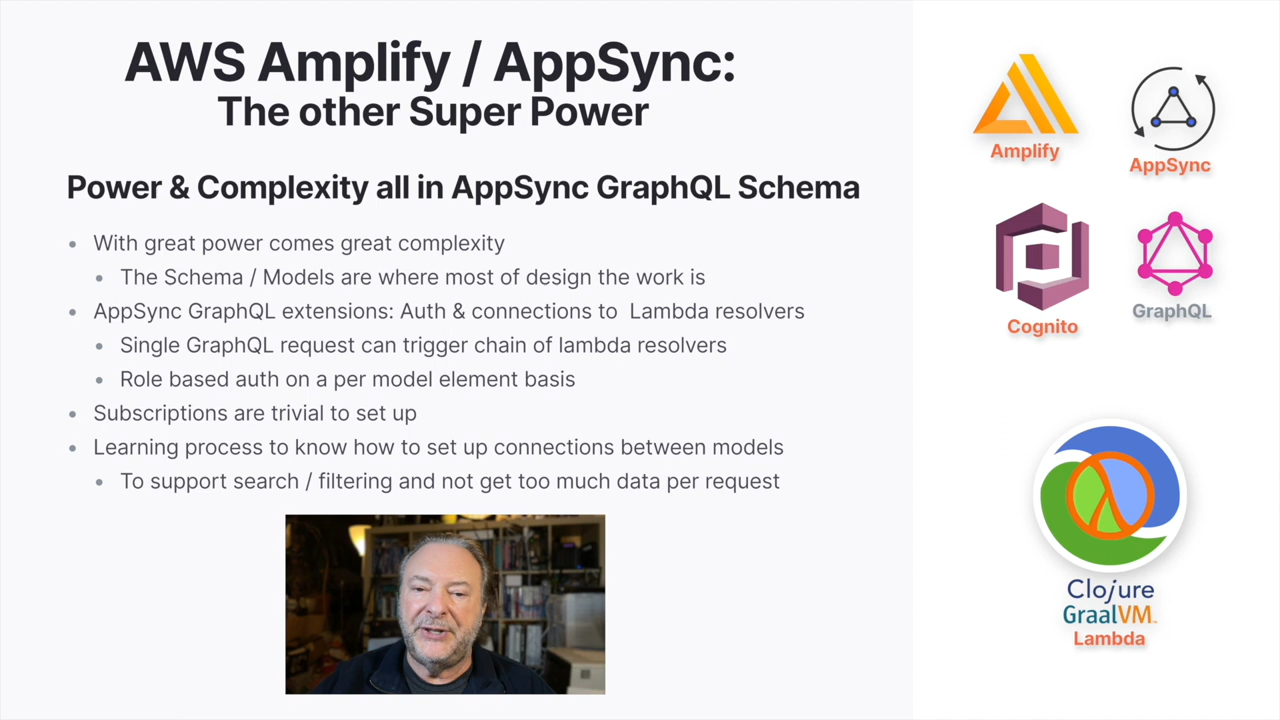 AWS Amplify / AppSync:
The other Super Power
Power & Complexity all in AppSync GraphQL Schema
With great power comes great complexity
The Schema / Models are where most of design the work is
AppSync GraphQL extensions: Auth & connections to  Lambda resolvers
Single GraphQL request can trigger chain of lambda resolvers
Role based auth on a per model element basis
Subscriptions are trivial to set up
Learning process to know how to set up connections between models
To support search / filtering and not get too much data per request
Amplify
AppSync
Cognito
GraphQL
Clojure
GraalVM™
Lambda